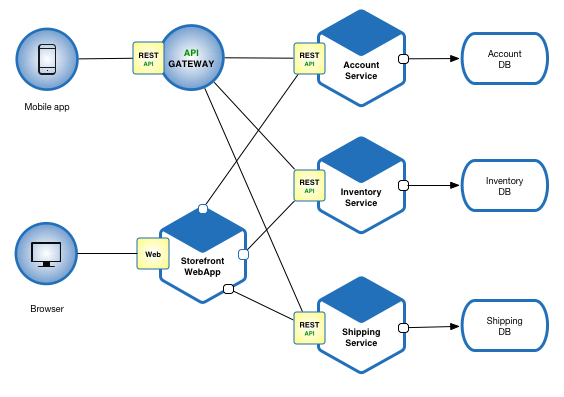 Mobile app
REST
API
API
GATEWAY
REST
API
Account
Service
Account
DB
REST
API
Inventory
Service
Inventory
DB
Browser
Web
Storefront
WebApp
REST
API
Shipping
Service
Shipping
DB